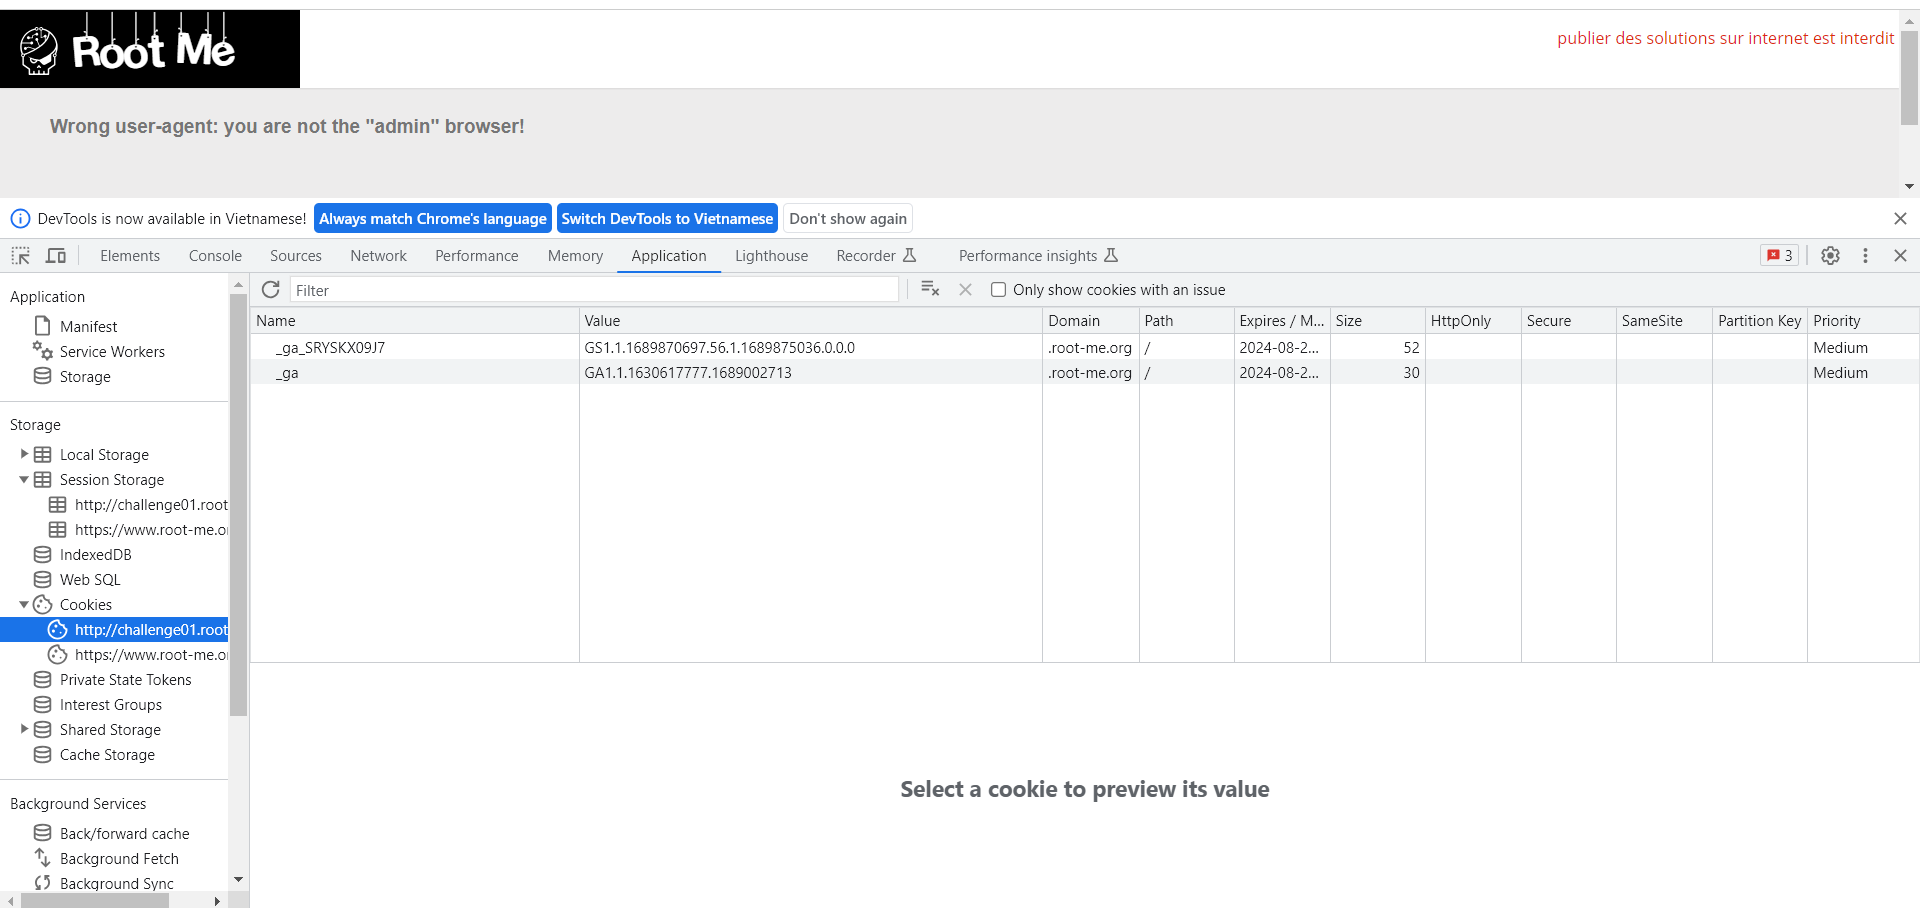 Root Me
publier des solutions sur internet est interdit
Wrong user-agent: you are not the "admin" browser!
DevTools is now available in Vietnamese! Always match Chrome's language Switch DevTools to Vietnamese Don't show again
Elements Console Sources Network Performance Memory Application Lighthouse Recorder Performance insights 3
Application
Manifest
Service Workers
Storage
Storage
Local Storage
Session Storage
http://challenge01.root
https://www.root-me.o
IndexedDB
Web SQL
Cookies
http://challenge01.root
https://www.root-me.o
Private State Tokens
Interest Groups
Shared Storage
Cache Storage
Background Services
Back/forward cache
Background Fetch
Background Sync
Filter Only show cookies with an issue
Name Value Domain Path Expires / M... Size HttpOnly Secure SameSite Partition Key Priority
_ga_SRYSKX09J7 GS1.1.1689870697.56.1.1689875036.0.0.0 .root-me.org / 2024-08-2... 52 Medium
_ga GA1.1.1630617777.1689002713 .root-me.org / 2024-08-2... 30 Medium
Select a cookie to preview its value